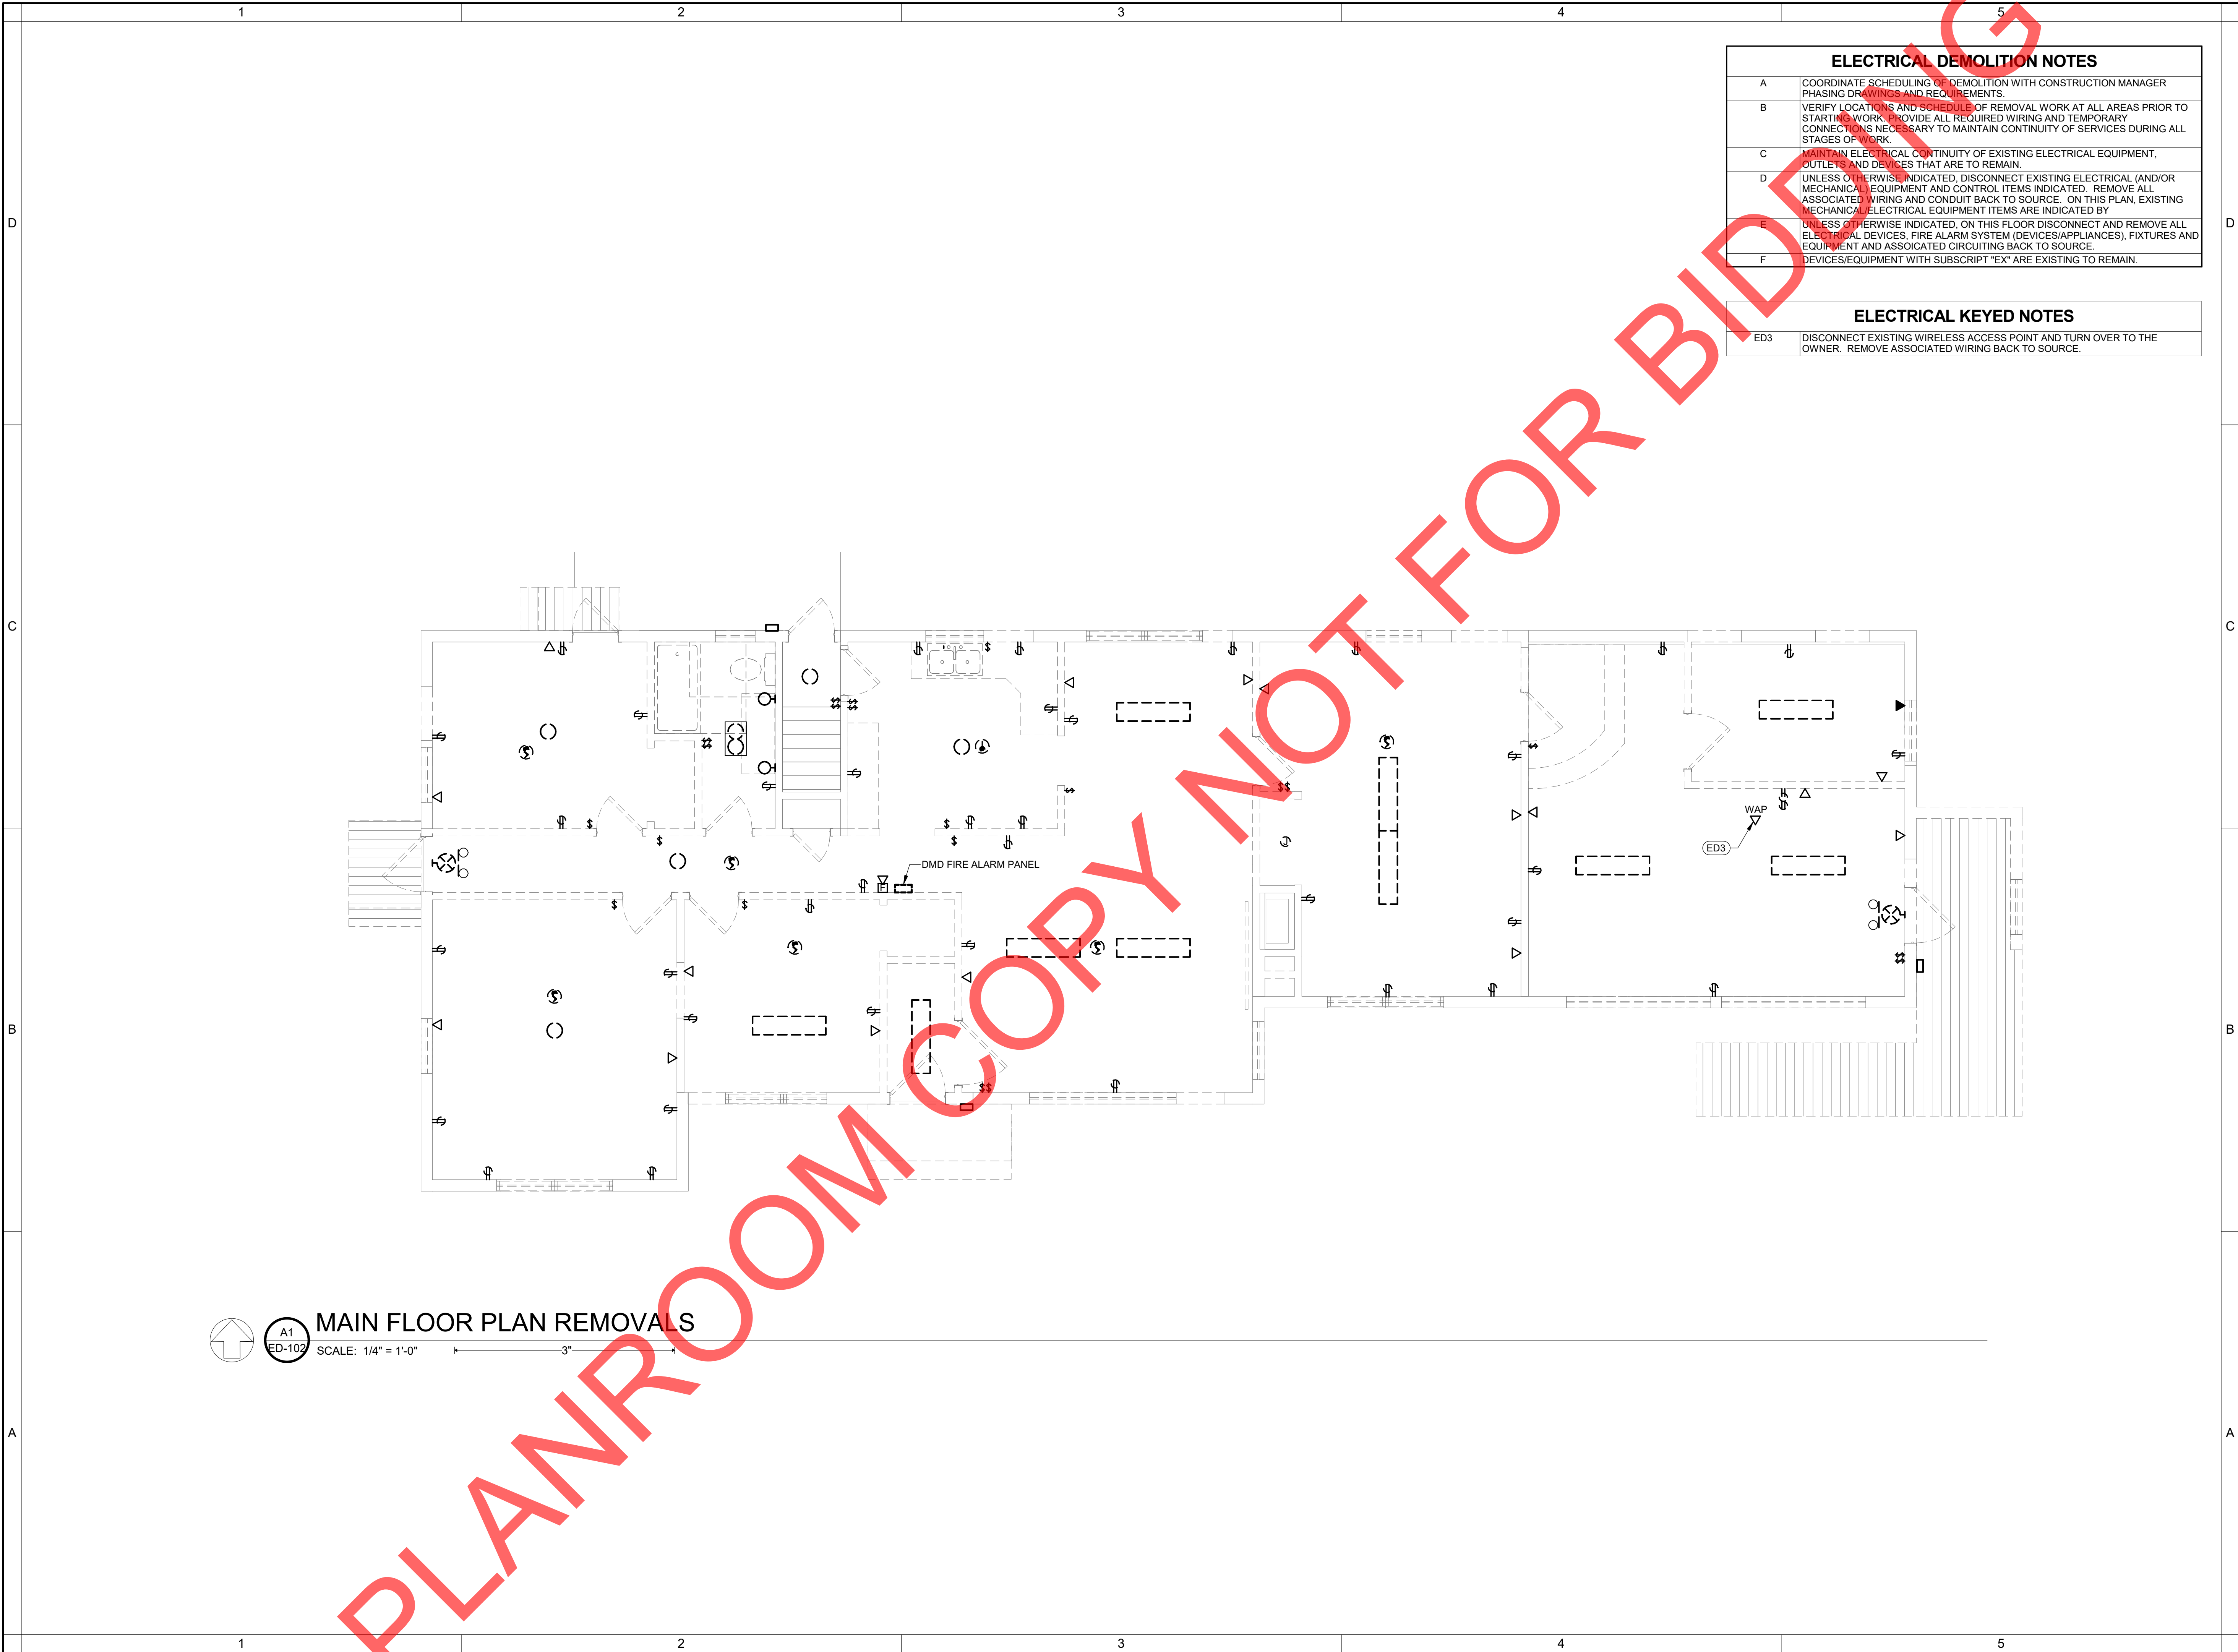 1 2 3 4 5
ELECTRICAL DEMOLITION NOTES
A COORDINATE SCHEDULING OF DEMOLITION WITH CONSTRUCTION MANAGER
PHASING DRAWINGS AND REQUIREMENTS.
B VERIFY LOCATIONS AND SCHEDULE OF REMOVAL WORK AT ALL AREAS PRIOR TO
STARTING WORK. PROVIDE ALL REQUIRED WIRING AND TEMPORARY
CONNECTIONS NECESSARY TO MAINTAIN CONTINUITY OF SERVICES DURING ALL
STAGES OF WORK.
C MAINTAIN ELECTRICAL CONTINUITY OF EXISTING ELECTRICAL EQUIPMENT,
OUTLETS AND DEVICES THAT ARE TO REMAIN.
D UNLESS OTHERWISE INDICATED, DISCONNECT EXISTING ELECTRICAL (AND/OR
MECHANICAL) EQUIPMENT AND CONTROL ITEMS INDICATED. REMOVE ALL
ASSOCIATED WIRING AND CONDUIT BACK TO SOURCE. ON THIS PLAN, EXISTING
MECHANICAL/ELECTRICAL EQUIPMENT ITEMS ARE INDICATED BY
E UNLESS OTHERWISE INDICATED, ON THIS FLOOR DISCONNECT AND REMOVE ALL
ELECTRICAL DEVICES, FIRE ALARM SYSTEM (DEVICES/APPLIANCES), FIXTURES AND
EQUIPMENT AND ASSOICATED CIRCUITING BACK TO SOURCE.
F DEVICES/EQUIPMENT WITH SUBSCRIPT "EX" ARE EXISTING TO REMAIN.
ELECTRICAL KEYED NOTES
ED3 DISCONNECT EXISTING WIRELESS ACCESS POINT AND TURN OVER TO THE
OWNER. REMOVE ASSOCIATED WIRING BACK TO SOURCE.
D D
C C
WAP
ED3
DMD FIRE ALARM PANEL
F
B B
A1
ED-102
MAIN FLOOR PLAN REMOVALS
SCALE: 1/4" = 1'-0"
3"
A A
1 2 3 4 5
PLANROOM COPY NOT FOR BIDDING